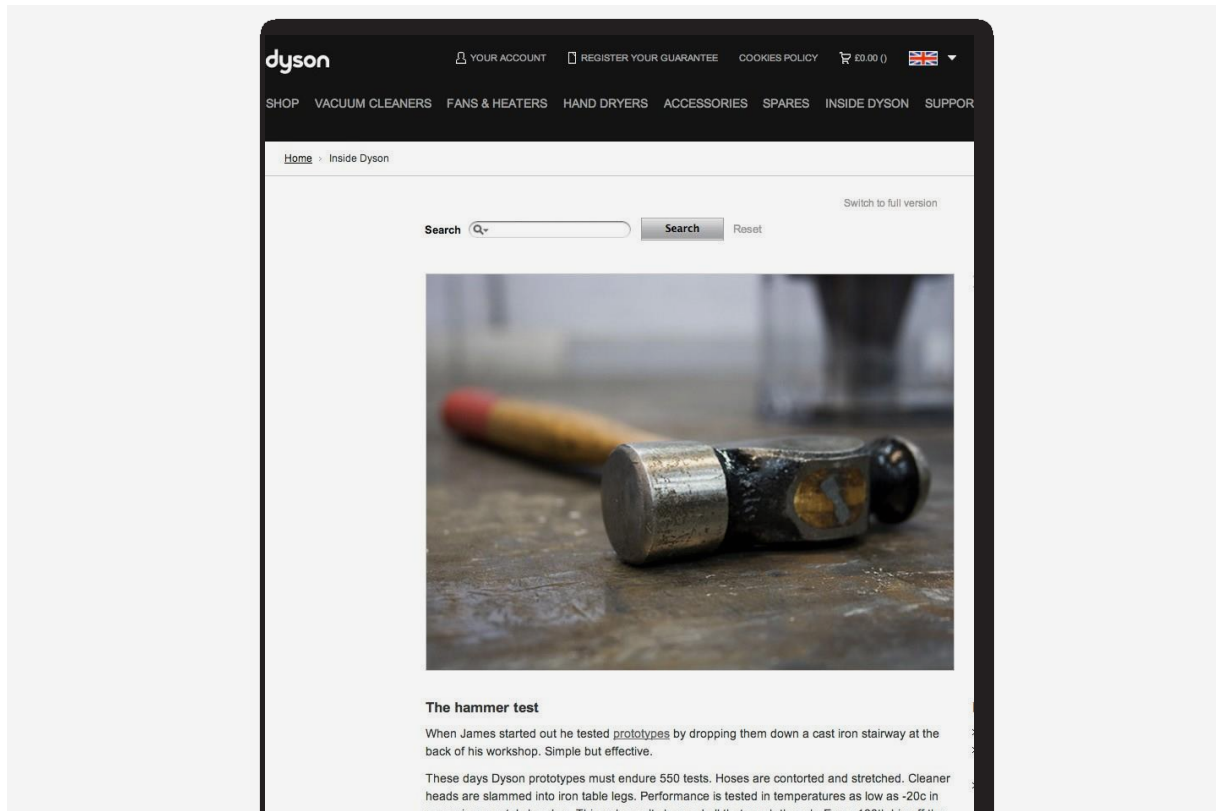 dyson
YOUR ACCOUNT REGISTER YOUR GUARANTEE COOKIES POLICY £0.00 ()
SHOP VACUUM CLEANERS FANS & HEATERS HAND DRYERS ACCESSORIES SPARES INSIDE DYSON SUPPOR
Home › Inside Dyson
Switch to full version
Search Search Reset
The hammer test
When James started out he tested prototypes by dropping them down a cast iron stairway at the
back of his workshop. Simple but effective.
These days Dyson prototypes must endure 550 tests. Hoses are contorted and stretched. Cleaner
heads are slammed into iron table legs. Performance is tested in temperatures as low as -20c in